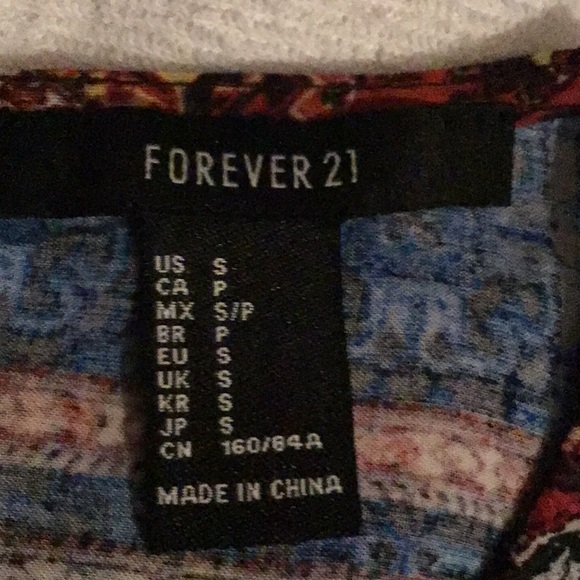 FOREVER 21
US S
CA P
MX S/P
BR P
EU S
UK S
KR S
JP S
CN 160/84A
MADE IN CHINA